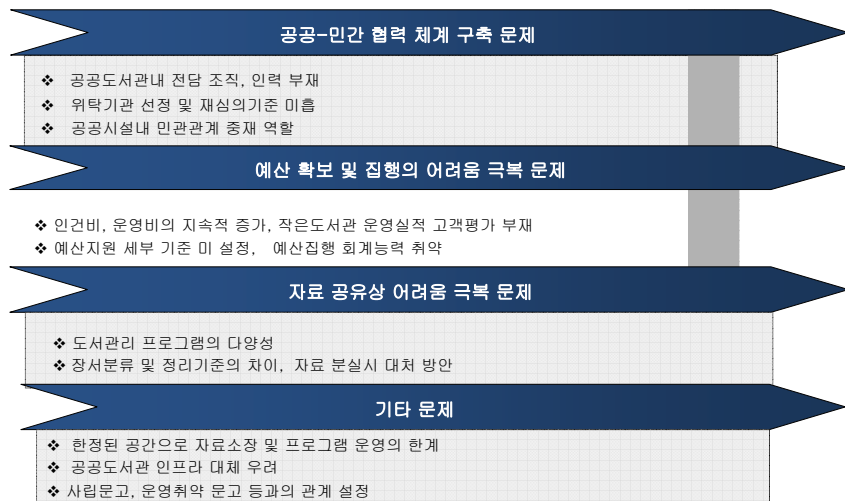 공공-민간 협력 체계 구축 문제
❖ 공공도서관내 전담 조직, 인력 부재
❖ 위탁기관 선정 및 재심의기준 미흡
❖ 공공시설내 민관관계 중재 역할
예산 확보 및 집행의 어려움 극복 문제
❖ 인건비, 운영비의 지속적 증가, 작은도서관 운영실적 고객평가 부재
❖ 예산지원 세부 기준 미 설정, 예산집행 회계능력 취약
자료 공유상 어려움 극복 문제
❖ 도서관리 프로그램의 다양성
❖ 장서분류 및 정리기준의 차이, 자료 분실시 대처 방안
기타 문제
❖ 한정된 공간으로 자료소장 및 프로그램 운영의 한계
❖ 공공도서관 인프라 대체 우려
❖ 사립문고, 운영취약 문고 등과의 관계 설정